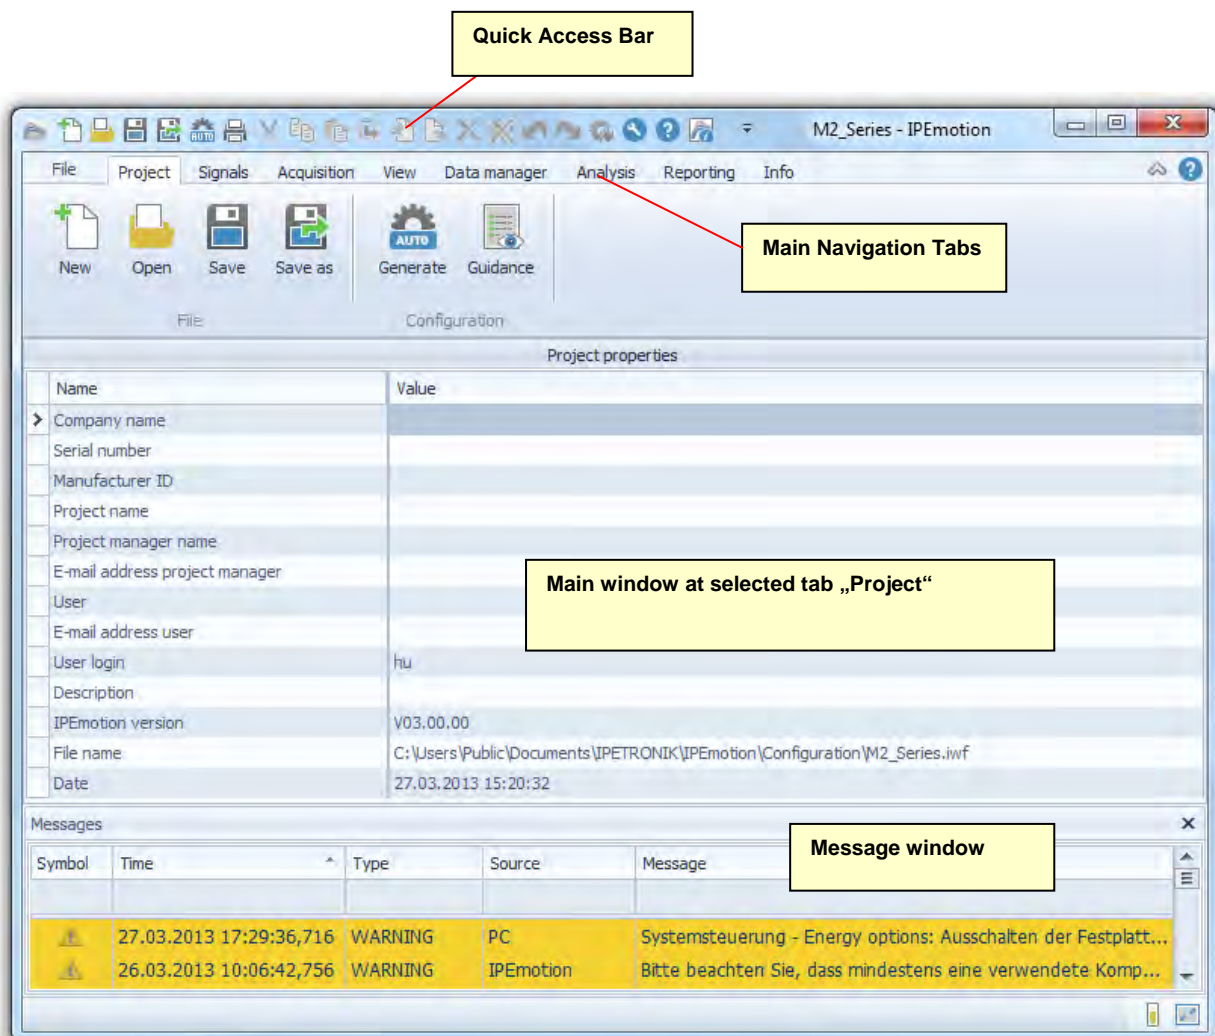 Quick Access Bar
AUTO
M2_Series - IPEmotion
File Project Signals Acquisition View Data manager Analysis Reporting Info
AUTO
Main Navigation Tabs
New Open Save Save as Generate Guidance
File Configuration
Project properties
Name Value
Company name
Serial number
Manufacturer ID
Project name
Project manager name
E-mail address project manager
Main window at selected tab „Project“
User
E-mail address user
User login hu
Description
IPEmotion version V03.00.00
File name C:\Users\Public\Documents\IPETRONIK\IPEmotion\Configuration\M2_Series.iwf
Date 27.03.2013 15:20:32
Messages
Message window
Symbol Time Type Source Message
27.03.2013 17:29:36,716 WARNING PC Systemsteuerung - Energy options: Ausschalten der Festplatt...
26.03.2013 10:06:42,756 WARNING IPEmotion Bitte beachten Sie, dass mindestens eine verwendete Komp...